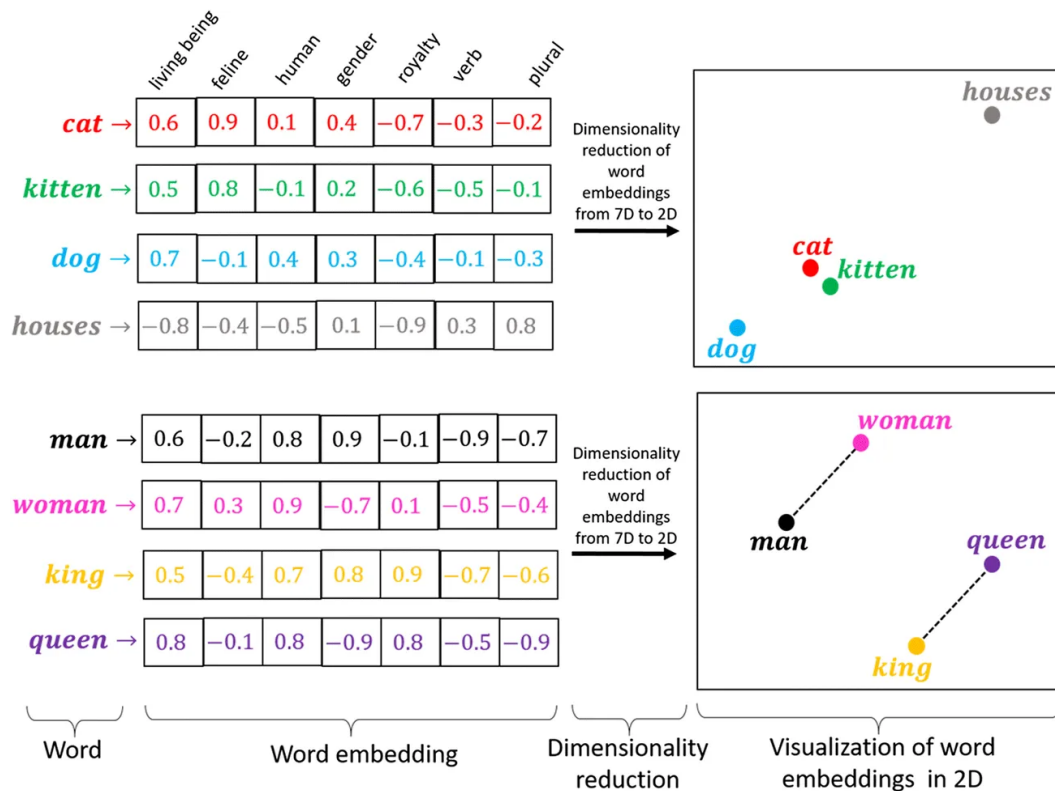 living being feline human gender royalty verb plural
cat → 0.6 0.9 0.1 0.4 −0.7 −0.3 −0.2
kitten → 0.5 0.8 −0.1 0.2 −0.6 −0.5 −0.1
dog → 0.7 −0.1 0.4 0.3 −0.4 −0.1 −0.3
houses → −0.8 −0.4 −0.5 0.1 −0.9 0.3 0.8
Dimensionality
reduction of
word
embeddings
from 7D to 2D
houses
cat
kitten
dog
man → 0.6 −0.2 0.8 0.9 −0.1 −0.9 −0.7
woman → 0.7 0.3 0.9 −0.7 0.1 −0.5 −0.4
king → 0.5 −0.4 0.7 0.8 0.9 −0.7 −0.6
queen → 0.8 −0.1 0.8 −0.9 0.8 −0.5 −0.9
Dimensionality
reduction of
word
embeddings
from 7D to 2D
woman
man
queen
king
Word
Word embedding
Dimensionality
reduction
Visualization of word
embeddings in 2D